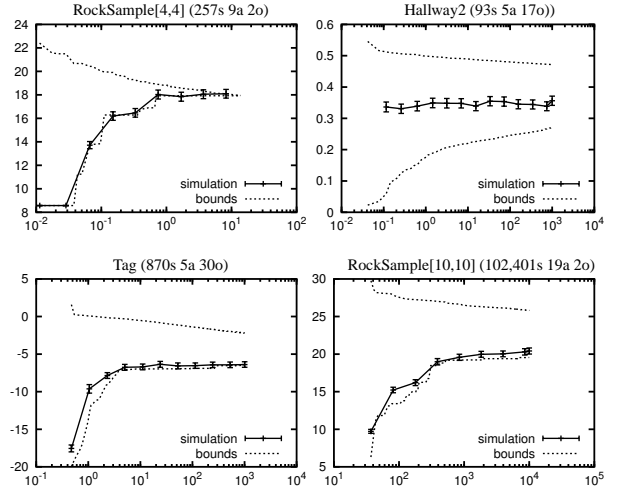 RockSample[4,4] (257s 9a 2o)
24
22
20
18
16
14
12
10
8
simulation
bounds
10^-2 10^-1 10^0 10^1 10^2
Hallway2 (93s 5a 17o))
0.6
0.5
0.4
0.3
0.2
0.1
0
simulation
bounds
10^-2 10^-1 10^0 10^1 10^2 10^3 10^4
Tag (870s 5a 30o)
5
0
-5
-10
-15
-20
simulation
bounds
10^-1 10^0 10^1 10^2 10^3 10^4
RockSample[10,10] (102,401s 19a 2o)
30
25
20
15
10
5
simulation
bounds
10^1 10^2 10^3 10^4 10^5